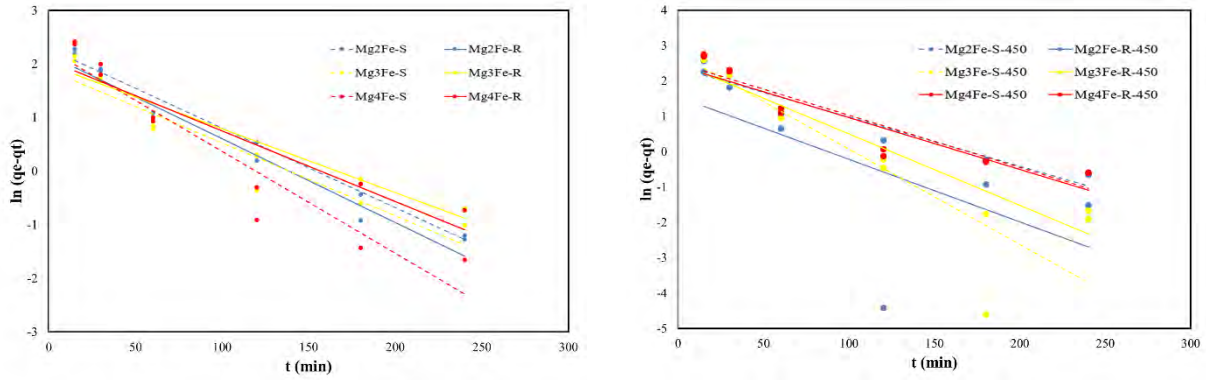 ln (qe-qt)
3
2
1
0
-1
-2
-3
Mg2Fe-S Mg2Fe-R
Mg3Fe-S Mg3Fe-R
Mg4Fe-S Mg4Fe-R
0 50 100 150 200 250 300
t (min)
ln (qe-qt)
4
3
2
1
0
-1
-2
-3
-4
-5
Mg2Fe-S-450 Mg2Fe-R-450
Mg3Fe-S-450 Mg3Fe-R-450
Mg4Fe-S-450 Mg4Fe-R-450
0 50 100 150 200 250 300
t (min)